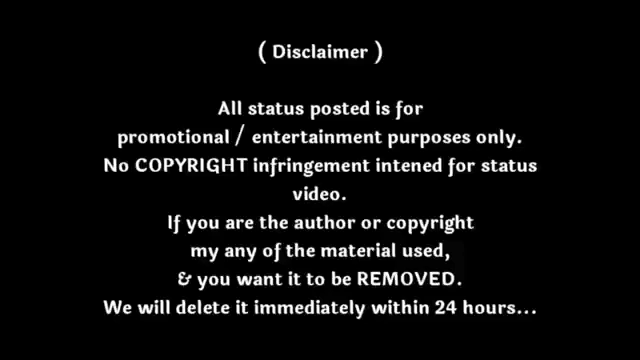 ( Disclaimer )
All status posted is for
promotional / entertainment purposes only.
No COPYRIGHT infringement intened for status
video.
If you are the author or copyright
my any of the material used,
& you want it to be REMOVED.
We will delete it immediately within 24 hours...